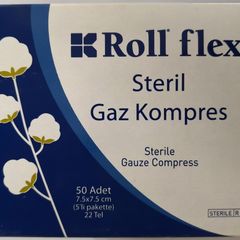 Roll flex
Steril
Gaz Kompres
Sterile
Gauze Compress
50 Adet
7.5x7.5 cm
(5'li pakette)
22 Tel
STERILE R